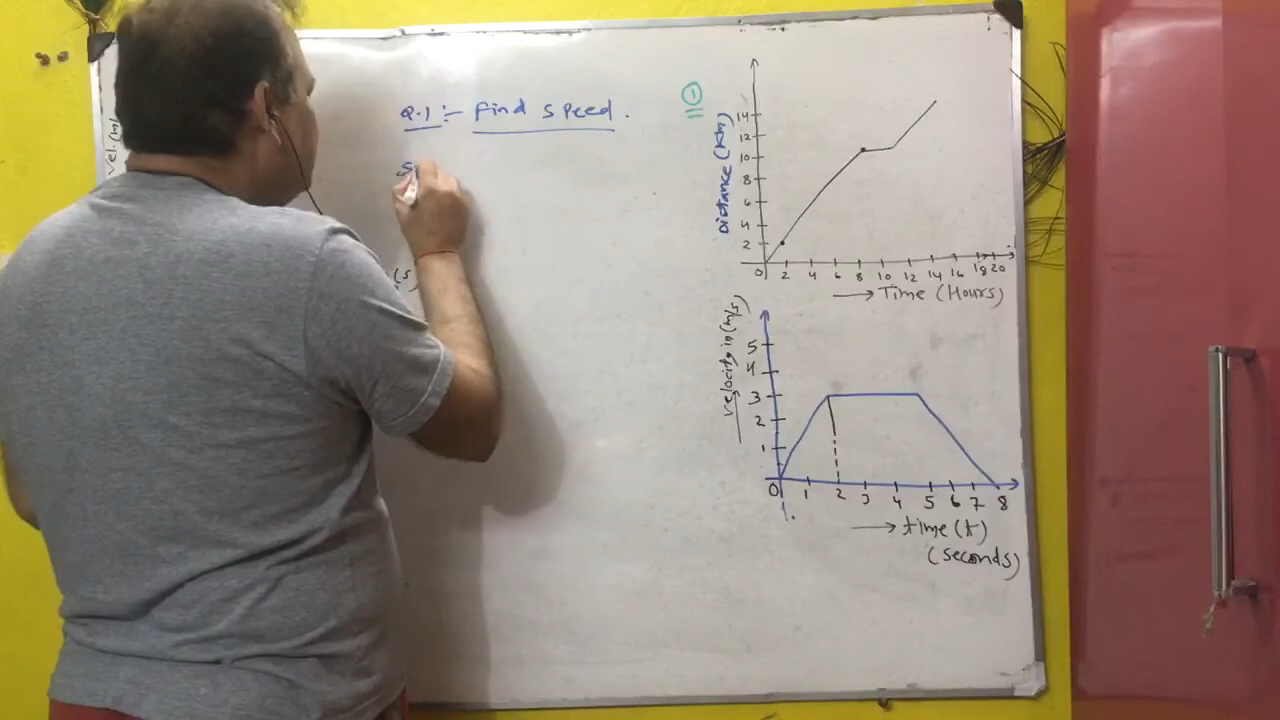 vel.(m/
Q.1 :- Find speed.
S
(s
①
Distance (Km)
14
12
10
8
6
4
2
0 2 4 6 8 10 12 14 16 18 20
→ Time (Hours)
velocity in (m/s)
5
4
3
2
1
0 1 2 3 4 5 6 7 8
→ time (t)
(seconds)